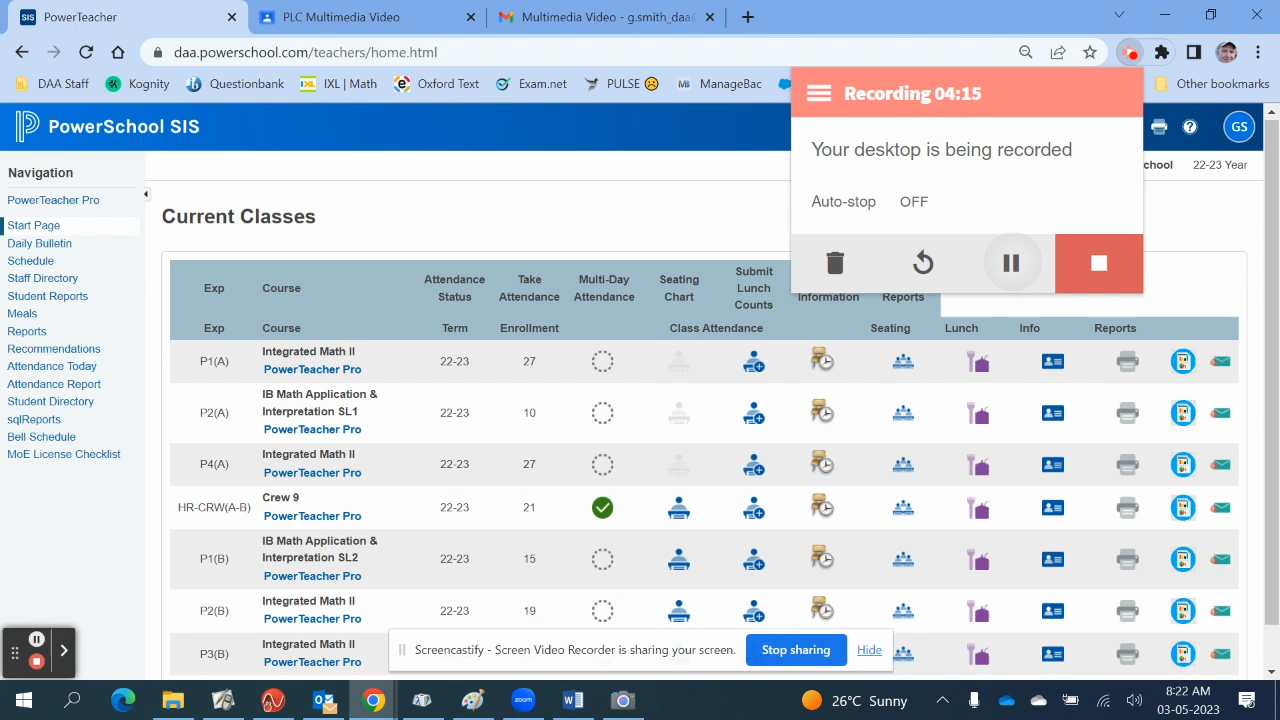 PowerTeacher
PLC Multimedia Video
Multimedia Video - g.smith_daa@
daa.powerschool.com/teachers/home.html
DAA Staff
Kognity
Questionbank
IXL | Math
Oxford Text
Examnet
PULSE
ManageBac
Other bookmarks
Recording 04:15
Your desktop is being recorded
Auto-stop OFF
PowerSchool SIS
GS
chool 22-23 Year
Navigation
PowerTeacher Pro
Start Page
Daily Bulletin
Schedule
Staff Directory
Student Reports
Meals
Reports
Recommendations
Attendance Today
Attendance Report
Student Directory
sqlReports
Bell Schedule
MoE License Checklist
Current Classes
Exp Course Attendance Status Take Attendance Multi-Day Attendance Seating Chart Submit Lunch Counts Information Reports
Exp Course Term Enrollment Class Attendance Seating Lunch Info Reports
P1(A) Integrated Math II 22-23 27
PowerTeacher Pro
P2(A) IB Math Application & Interpretation SL1 22-23 10
PowerTeacher Pro
P4(A) Integrated Math II 22-23 27
PowerTeacher Pro
HR-CRW(A-B) Crew 9 22-23 21
PowerTeacher Pro
P1(B) IB Math Application & Interpretation SL2 22-23 15
PowerTeacher Pro
P2(B) Integrated Math II 22-23 19
PowerTeacher Pro
P3(B) Integrated Math II
PowerTeacher Pro
Screencastify - Screen Video Recorder is sharing your screen.
Stop sharing
Hide
zoom
26°C Sunny
8:22 AM
03-05-2023